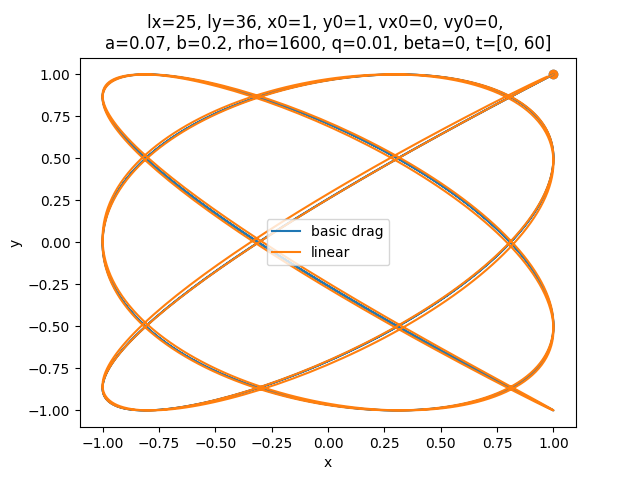 lx=25, ly=36, x0=1, y0=1, vx0=0, vy0=0,
a=0.07, b=0.2, rho=1600, q=0.01, beta=0, t=[0, 60]
1.00
0.75
0.50
0.25
0.00
−0.25
−0.50
−0.75
−1.00
y
basic drag
linear
−1.00 −0.75 −0.50 −0.25 0.00 0.25 0.50 0.75 1.00
x